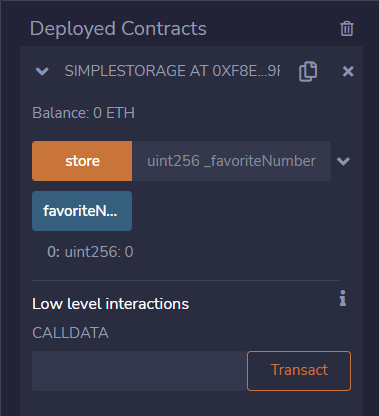 Deployed Contracts
SIMPLESTORAGE AT 0XF8E...9F
Balance: 0 ETH
store uint256 _favoriteNumber
favoriteN...
0: uint256: 0
Low level interactions
CALLDATA
Transact